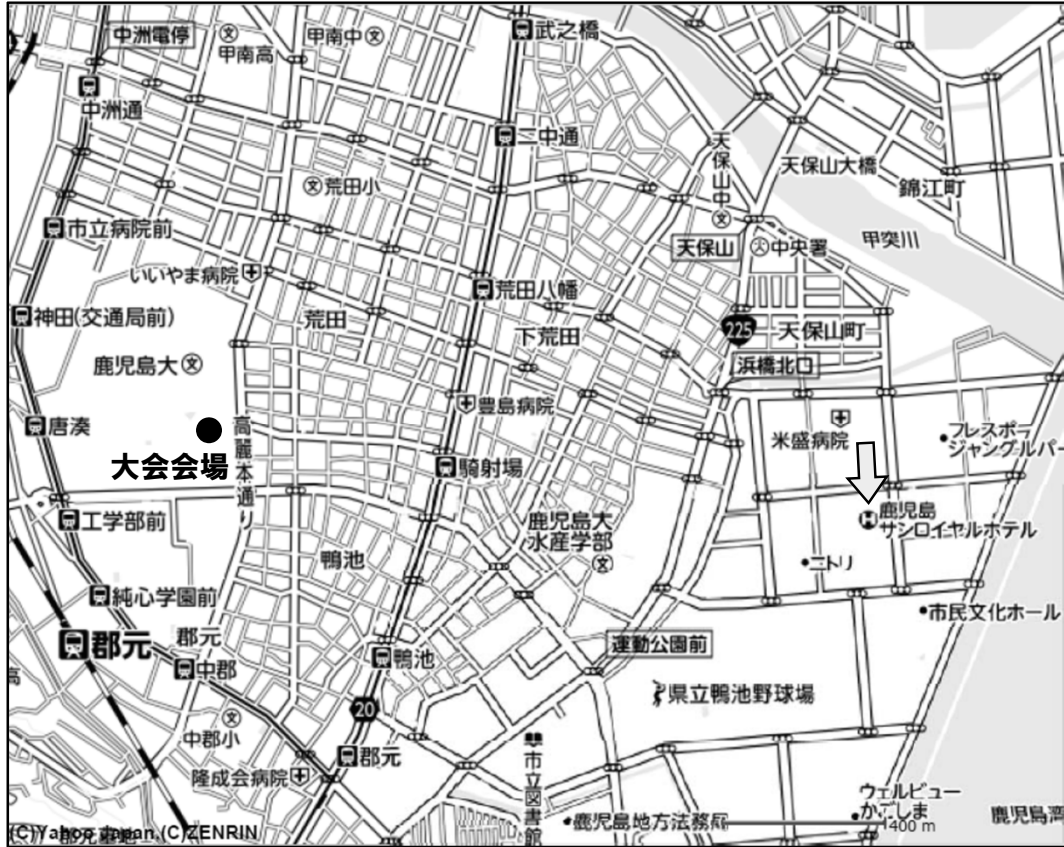 武之橋
中洲電停
甲南高
甲南中
中洲通
二中通
天保山中
天保山大橋
錦江町
荒田小
市立病院前
天保山
中央署
甲突川
いいやま病院
荒田八幡
神田(交通局前)
荒田
下荒田
225
天保山町
鹿児島大
浜橋北口
豊島病院
唐湊
高麗本通り
米盛病院
フレスポ
ジャングルパー
大会会場
騎射場
工学部前
鹿児島大
水産学部
鹿児島
サンロイヤルホテル
鴨池
ニトリ
純心学園前
市民文化ホール
郡元
郡元
中郡
鴨池
運動公園前
高
20
県立鴨池野球場
中郡小
郡元
隆成会病院
市立図書館
ウェルビュー
かごしま
鹿児島地方法務局
400 m
鹿児島湾
(C)Yahoo Japan,(C)ZENRIN